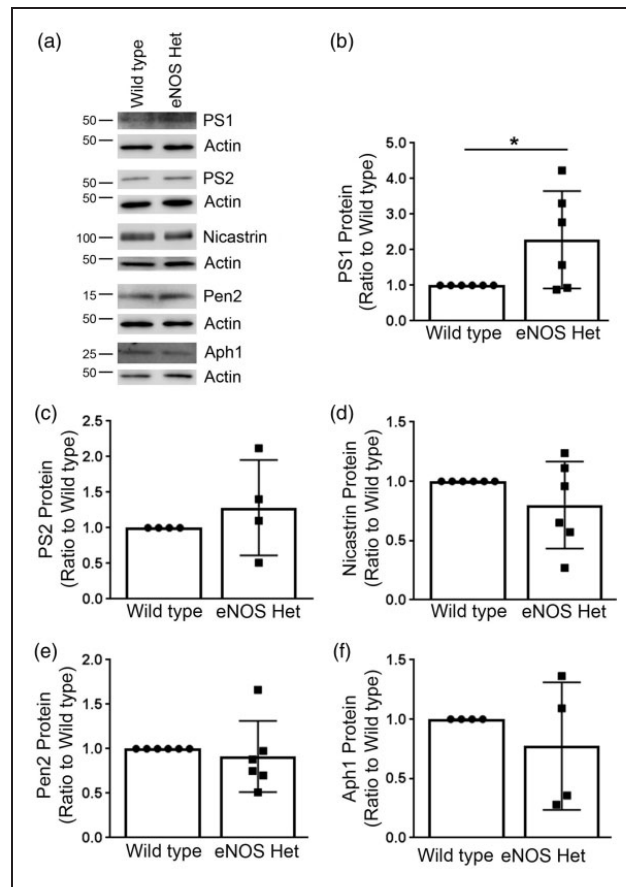 (a)
Wild type
eNOS Het
50
PS1
50
Actin
50
PS2
50
Actin
100
Nicastrin
50
Actin
15
Pen2
50
Actin
25
Aph1
50
Actin
(b)
PS1 Protein
(Ratio to Wild type)
5.0
4.0
3.0
2.0
1.0
0.0
*
Wild type eNOS Het
(c)
PS2 Protein
(Ratio to Wild type)
2.5
2.0
1.5
1.0
0.5
0.0
Wild type eNOS Het
(d)
Nicastrin Protein
(Ratio to Wild type)
1.5
1.0
0.5
0.0
Wild type eNOS Het
(e)
Pen2 Protein
(Ratio to Wild type)
2.0
1.5
1.0
0.5
0.0
Wild type eNOS Het
(f)
Aph1 Protein
(Ratio to Wild type)
1.5
1.0
0.5
0.0
Wild type eNOS Het